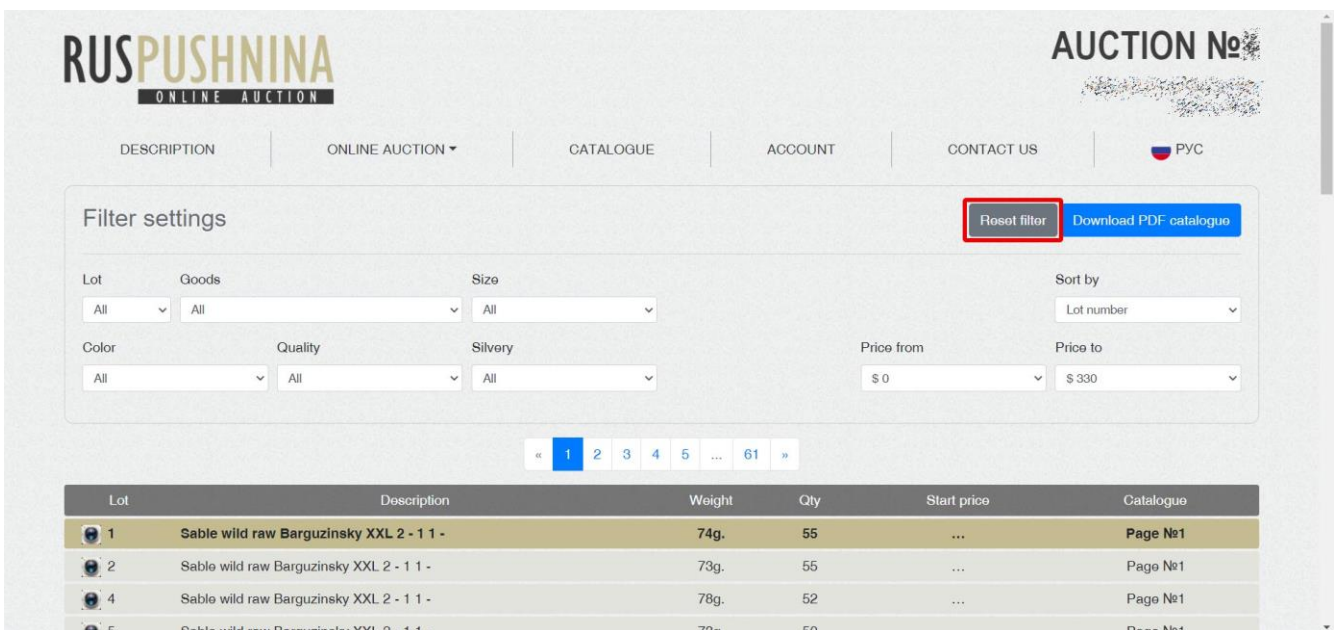 RUSPUSHNINA
ONLINE AUCTION
AUCTION №
DESCRIPTION ONLINE AUCTION CATALOGUE ACCOUNT CONTACT US РУС
Filter settings Reset filter Download PDF catalogue
Lot Goods Size Sort by
All All All Lot number
Color Quality Silvery Price from Price to
All All All $ 0 $ 330
« 1 2 3 4 5 ... 61 »
Lot Description Weight Qty Start price Catalogue
1 Sable wild raw Barguzinsky XXL 2 - 1 1 - 74g. 55 ... Page №1
2 Sable wild raw Barguzinsky XXL 2 - 1 1 - 73g. 55 ... Page №1
4 Sable wild raw Barguzinsky XXL 2 - 1 1 - 78g. 52 ... Page №1